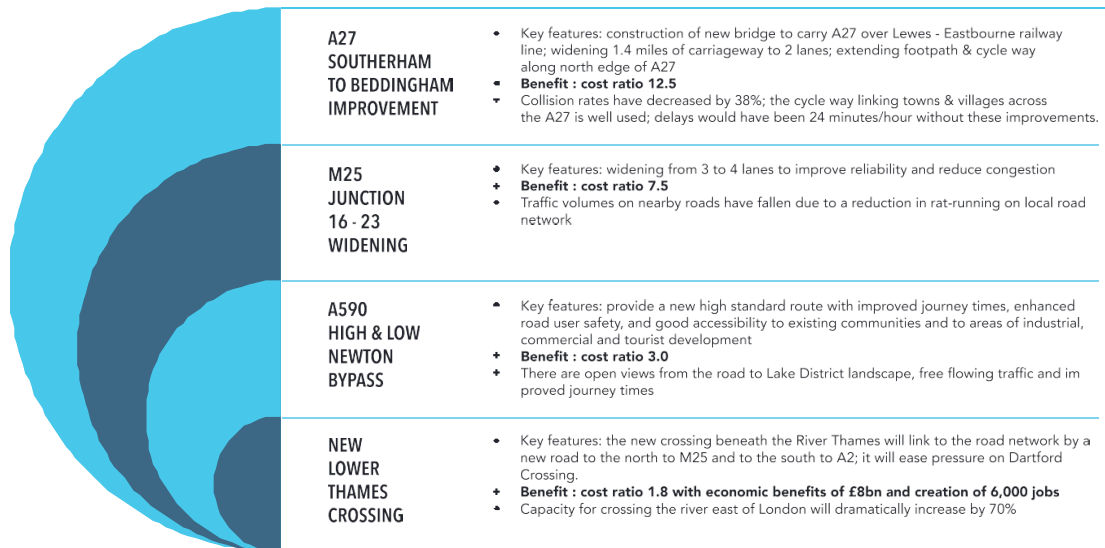 A27
SOUTHERHAM
TO BEDDINGHAM
IMPROVEMENT
Key features: construction of new bridge to carry A27 over Lewes - Eastbourne railway
line; widening 1.4 miles of carriageway to 2 lanes; extending footpath & cycle way
along north edge of A27
Benefit : cost ratio 12.5
Collision rates have decreased by 38%; the cycle way linking towns & villages across
the A27 is well used; delays would have been 24 minutes/hour without these improvements.
M25
JUNCTION
16 - 23
WIDENING
Key features: widening from 3 to 4 lanes to improve reliability and reduce congestion
Benefit : cost ratio 7.5
Traffic volumes on nearby roads have fallen due to a reduction in rat-running on local road
network
A590
HIGH & LOW
NEWTON
BYPASS
Key features: provide a new high standard route with improved journey times, enhanced
road user safety, and good accessibility to existing communities and to areas of industrial,
commercial and tourist development
Benefit : cost ratio 3.0
There are open views from the road to Lake District landscape, free flowing traffic and im
proved journey times
NEW
LOWER
THAMES
CROSSING
Key features: the new crossing beneath the River Thames will link to the road network by a
new road to the north to M25 and to the south to A2; it will ease pressure on Dartford
Crossing.
Benefit : cost ratio 1.8 with economic benefits of £8bn and creation of 6,000 jobs
Capacity for crossing the river east of London will dramatically increase by 70%